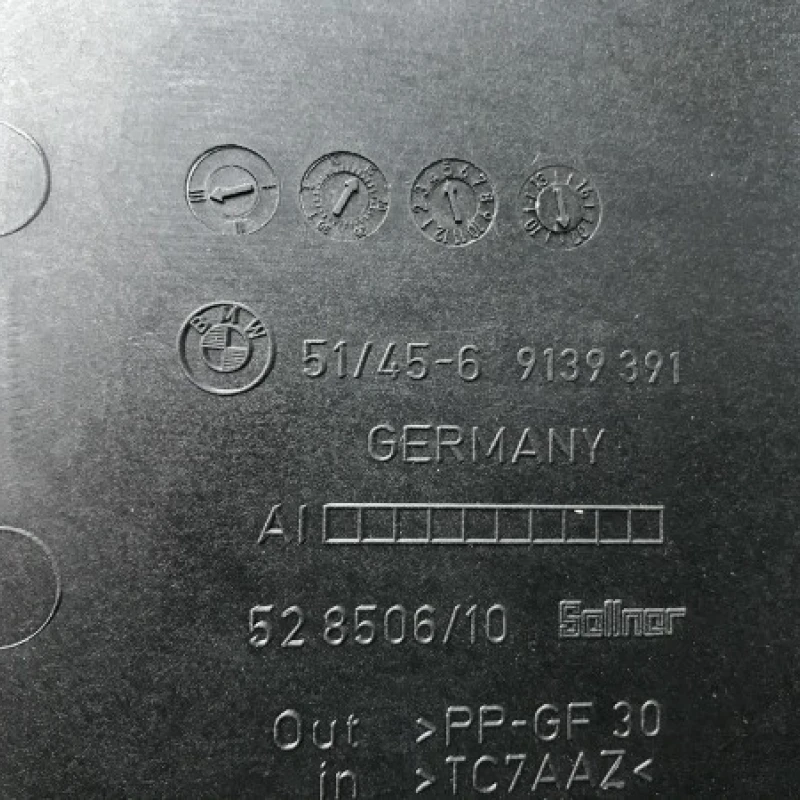 BMW
51/45-6 9139 391
GERMANY
AI
52 8506/10 Sellner
Out >PP-GF 30
in >TC7AAZ<